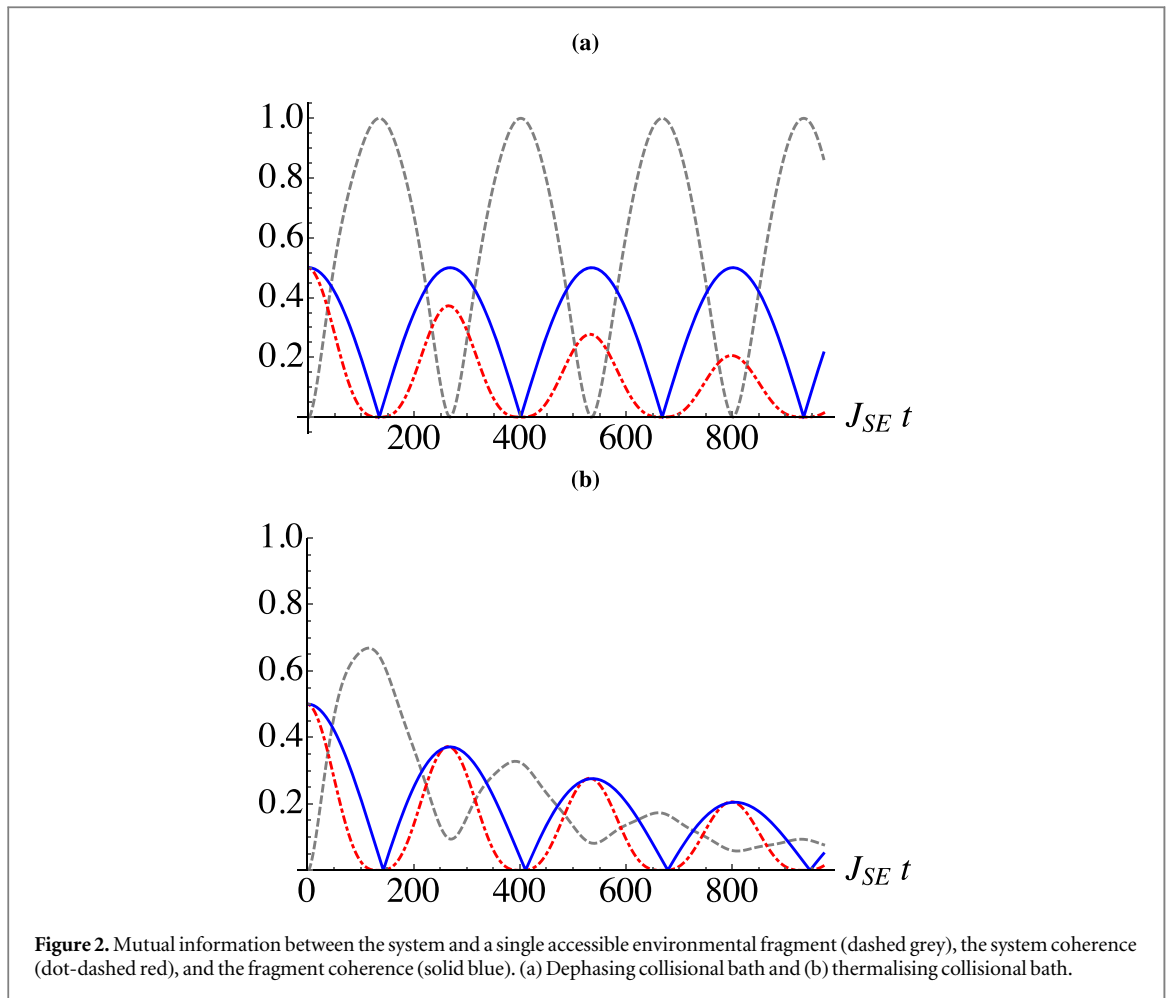 (a)
1.0
0.8
0.6
0.4
0.2
200 400 600 800
J_SE t
(b)
1.0
0.8
0.6
0.4
0.2
0 200 400 600 800
J_SE t
Figure 2. Mutual information between the system and a single accessible environmental fragment (dashed grey), the system coherence
(dot-dashed red), and the fragment coherence (solid blue). (a) Dephasing collisional bath and (b) thermalising collisional bath.